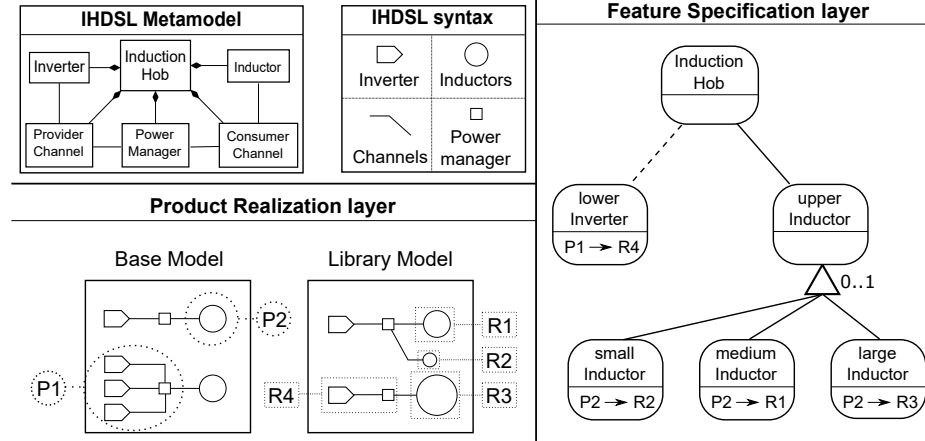 IHDSL Metamodel
Inverter
Induction
Hob
Inductor
Provider
Channel
Power
Manager
Consumer
Channel
IHDSL syntax
Inverter
Inductors
Channels
Power
manager
Product Realization layer
Base Model
P2
P1
Library Model
R1
R2
R4
R3
Feature Specification layer
Induction
Hob
lower
Inverter
P1 → R4
upper
Inductor
0..1
small
Inductor
P2 → R2
medium
Inductor
P2 → R1
large
Inductor
P2 → R3